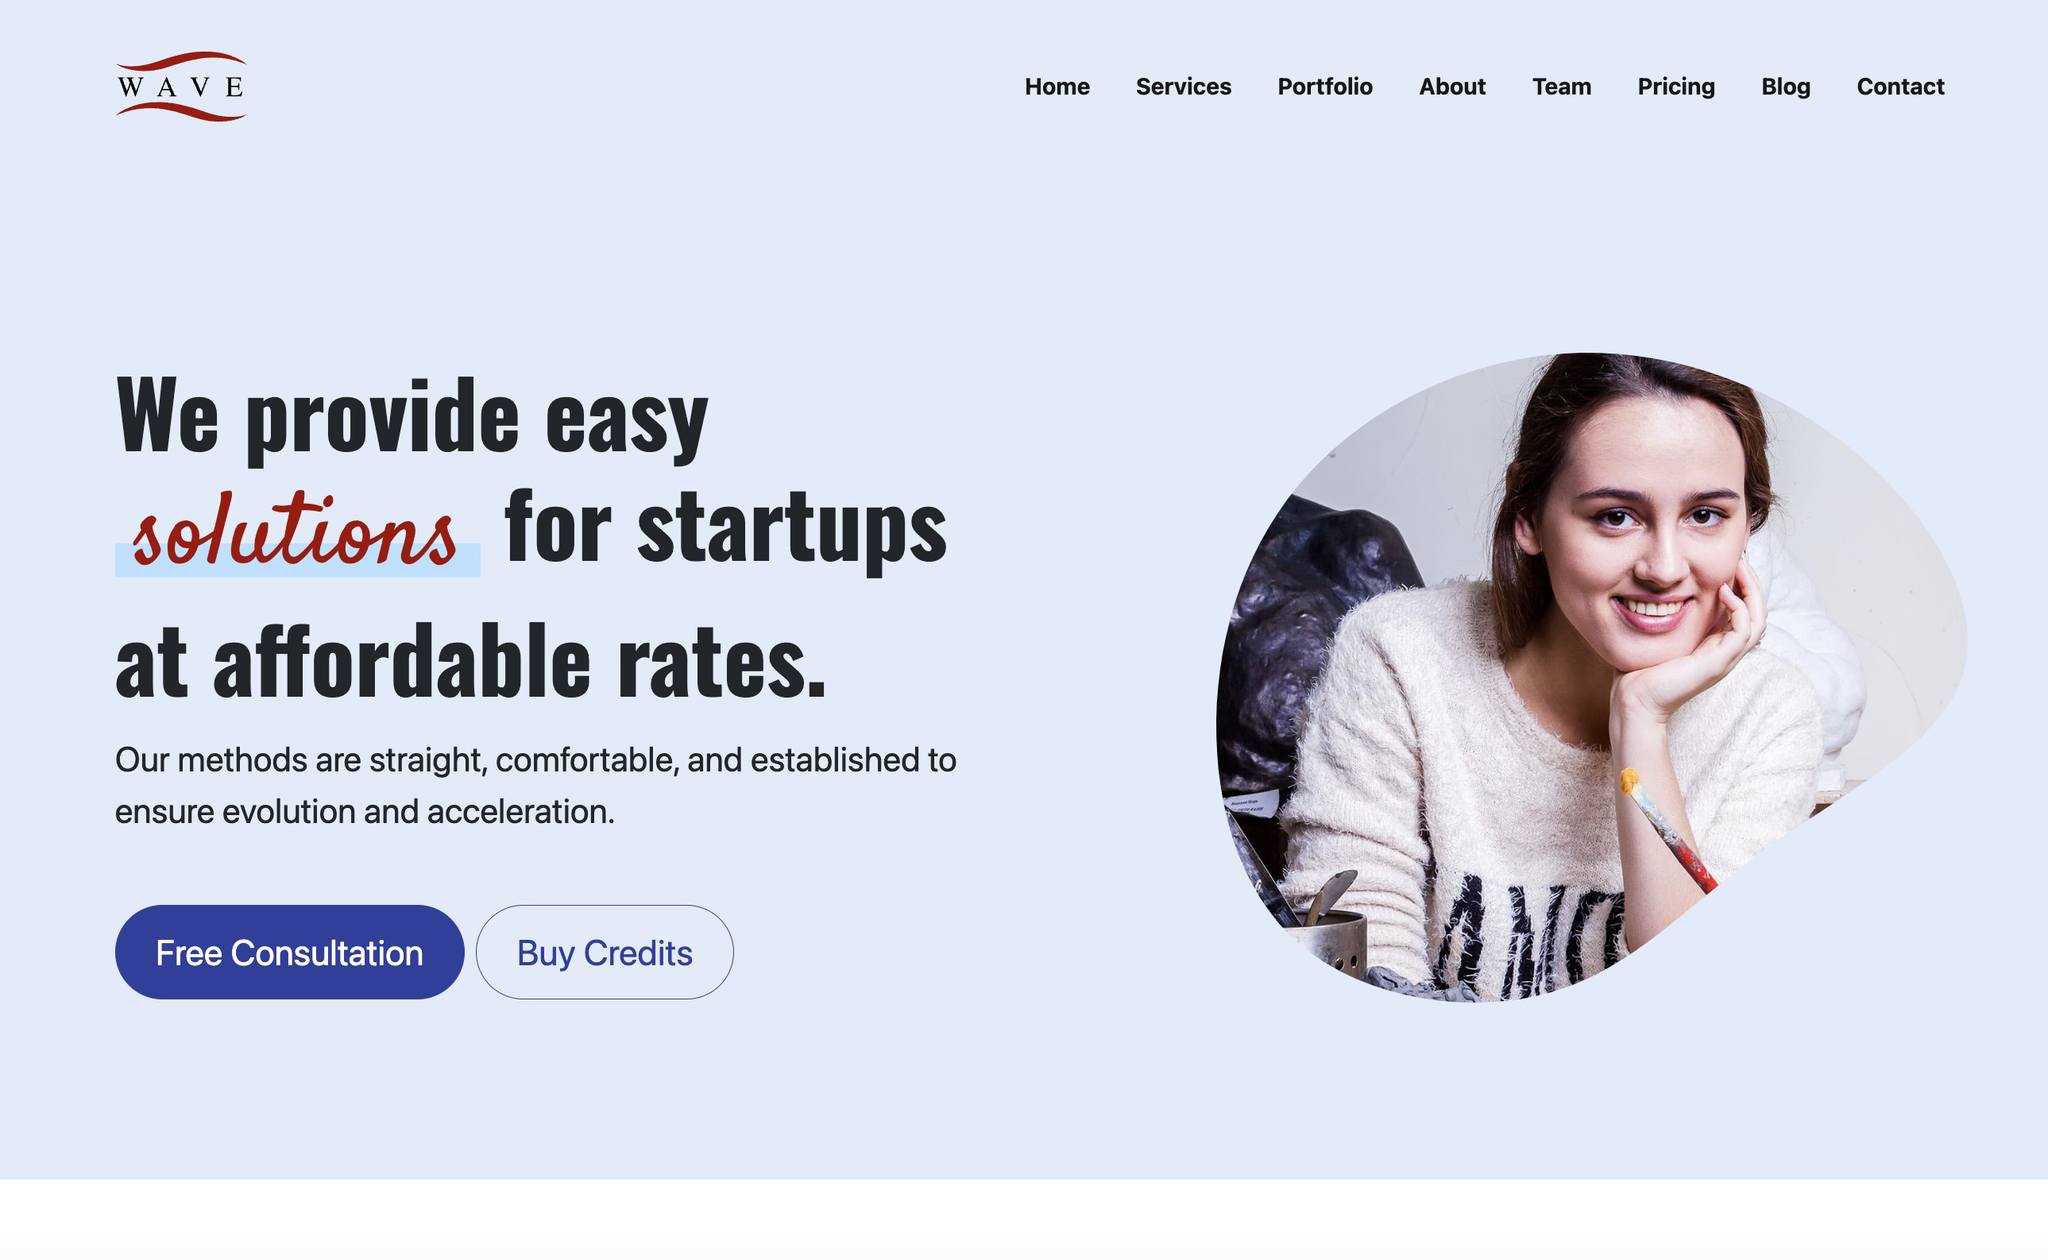 WAVE
Home Services Portfolio About Team Pricing Blog Contact
We provide easy
solutions for startups
at affordable rates.
Our methods are straight, comfortable, and established to
ensure evolution and acceleration.
Free Consultation Buy Credits